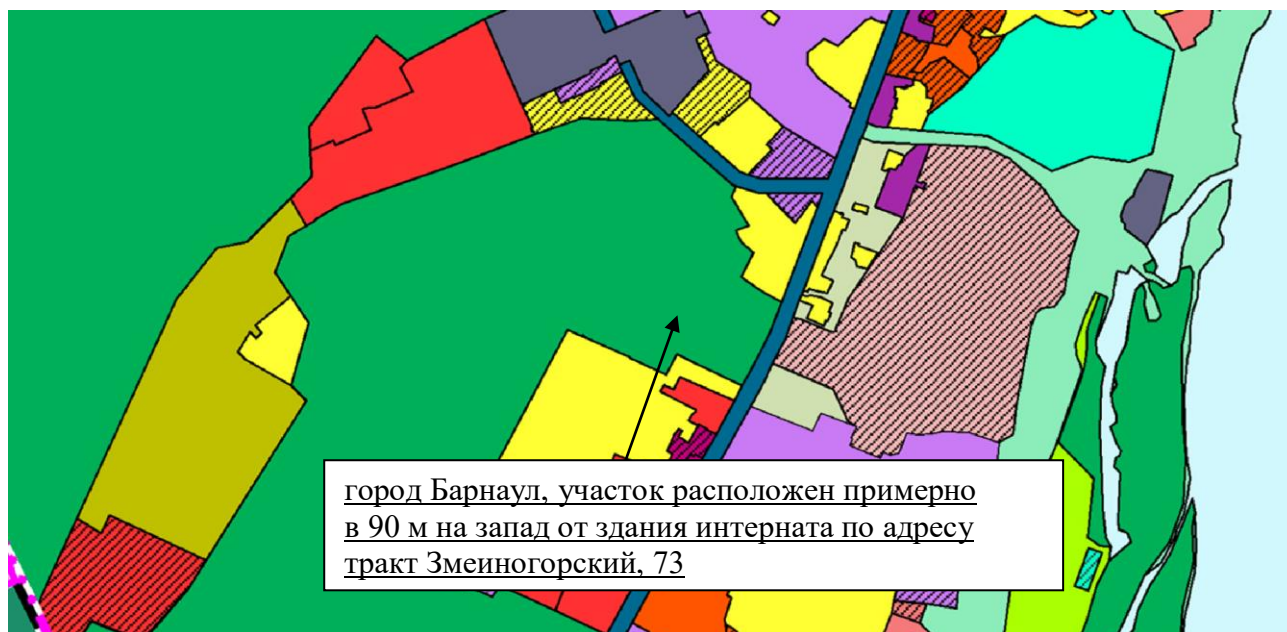 город Барнаул, участок расположен примерно
в 90 м на запад от здания интерната по адресу
тракт Змеиногорский, 73